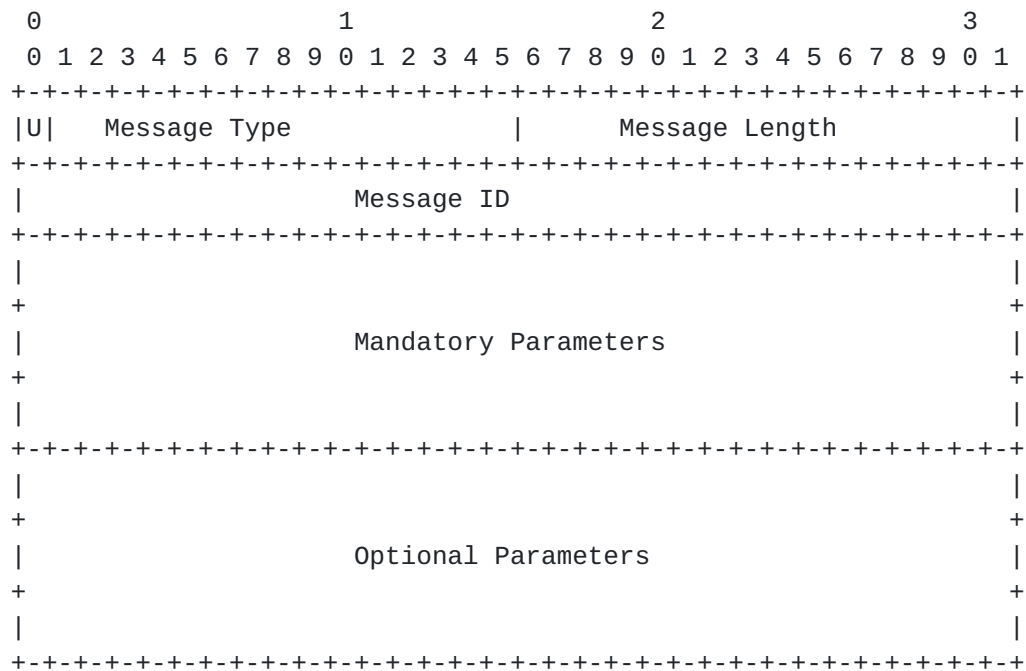 0                   1                   2                   3
 0 1 2 3 4 5 6 7 8 9 0 1 2 3 4 5 6 7 8 9 0 1 2 3 4 5 6 7 8 9 0 1
+-+-+-+-+-+-+-+-+-+-+-+-+-+-+-+-+-+-+-+-+-+-+-+-+-+-+-+-+-+-+-+-+
|U|   Message Type              |      Message Length           |
+-+-+-+-+-+-+-+-+-+-+-+-+-+-+-+-+-+-+-+-+-+-+-+-+-+-+-+-+-+-+-+-+
|                     Message ID                                |
+-+-+-+-+-+-+-+-+-+-+-+-+-+-+-+-+-+-+-+-+-+-+-+-+-+-+-+-+-+-+-+-+
|                                                               |
+                                                               +
|                     Mandatory Parameters                      |
+                                                               +
|                                                               |
+-+-+-+-+-+-+-+-+-+-+-+-+-+-+-+-+-+-+-+-+-+-+-+-+-+-+-+-+-+-+-+-+
|                                                               |
+                                                               +
|                     Optional Parameters                       |
+                                                               +
|                                                               |
+-+-+-+-+-+-+-+-+-+-+-+-+-+-+-+-+-+-+-+-+-+-+-+-+-+-+-+-+-+-+-+-+